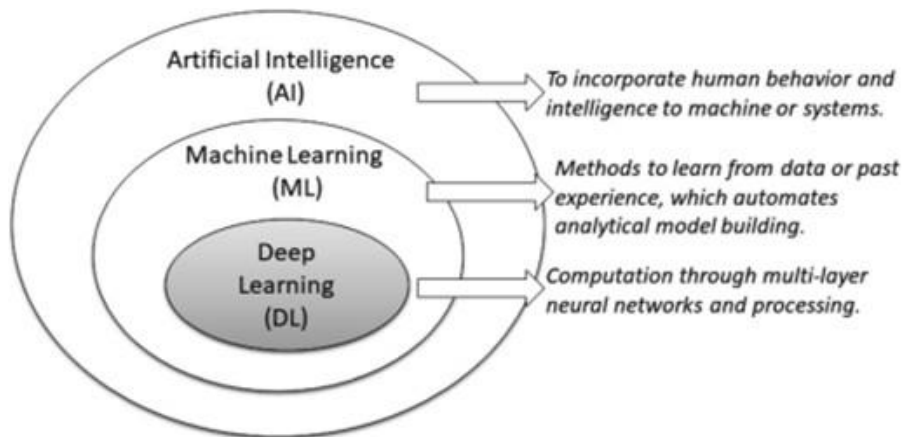 Artificial Intelligence
(AI)
To incorporate human behavior and
intelligence to machine or systems.
Machine Learning
(ML)
Methods to learn from data or past
experience, which automates
analytical model building.
Deep
Learning
(DL)
Computation through multi-layer
neural networks and processing.